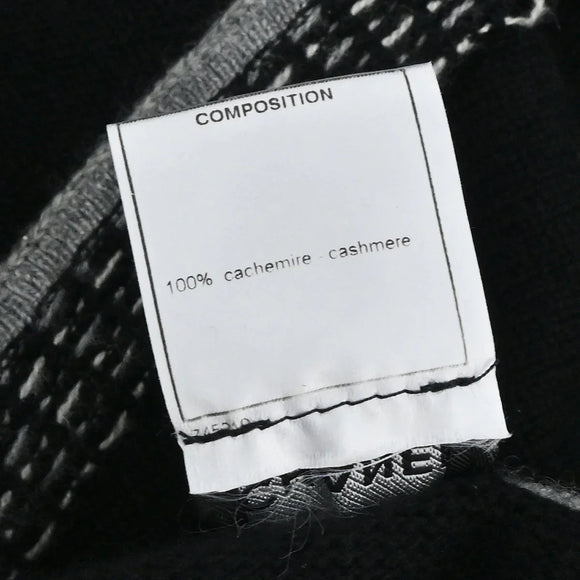 COMPOSITION
100% cachemire - cashmere